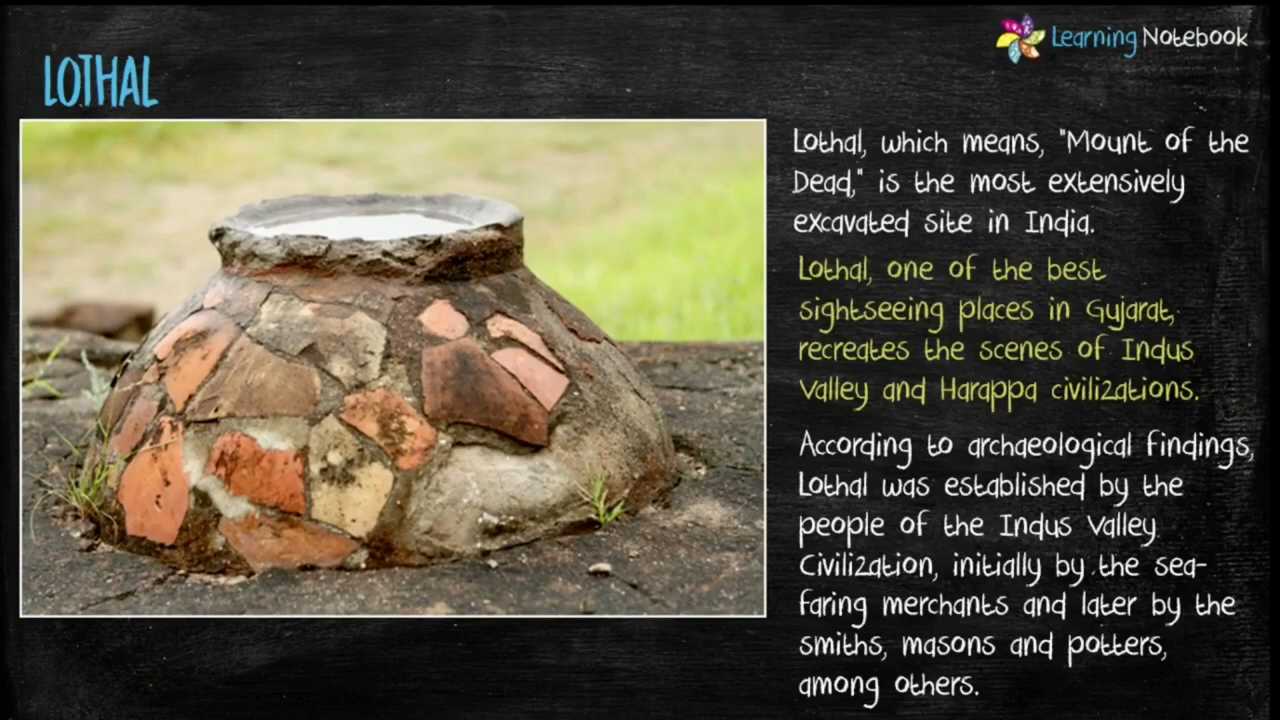 Learning Notebook
LOTHAL
Lothal, which means, "Mount of the
Dead," is the most extensively
excavated site in India.
Lothal, one of the best
sightseeing places in Gujarat,
recreates the scenes of Indus
Valley and Harappa civilizations.
According to archaeological findings,
Lothal was established by the
people of the Indus Valley
Civilization, initially by the sea-
faring merchants and later by the
smiths, masons and potters,
among others.